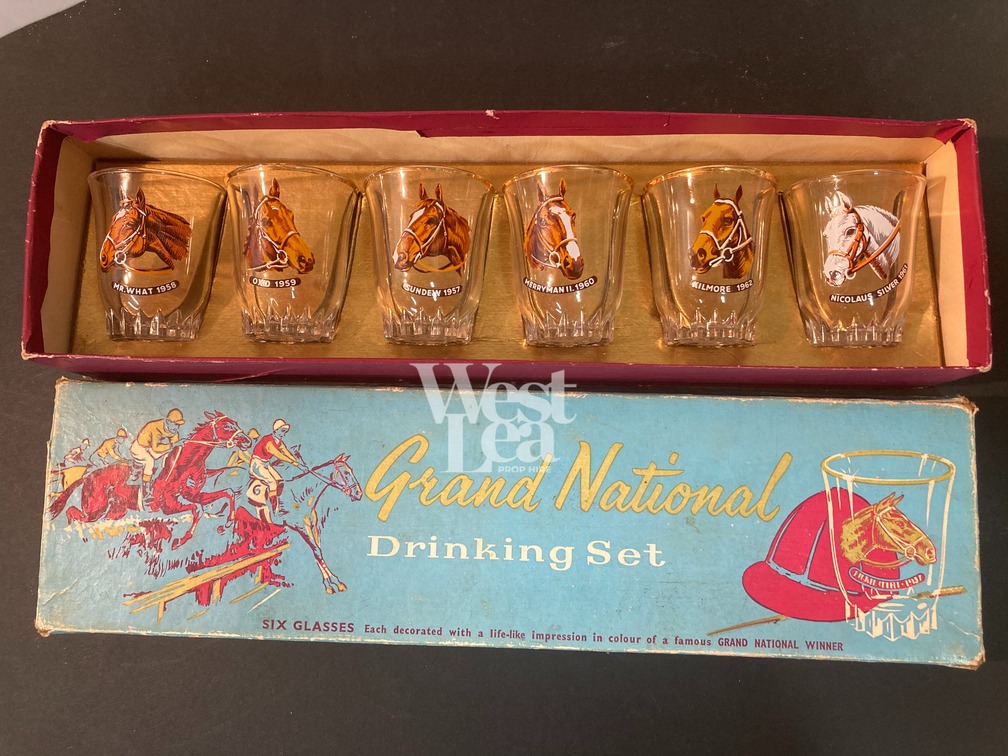 MR. WHAT 1958
OXO 1959
SUNDEW 1957
MERRYMAN II. 1960
KILMORE 1962
NICOLAUS SILVER
West
Lea
PROP HIRE
Grand National
Drinking Set
SIX GLASSES Each decorated with a life-like impression in colour of a famous GRAND NATIONAL WINNER